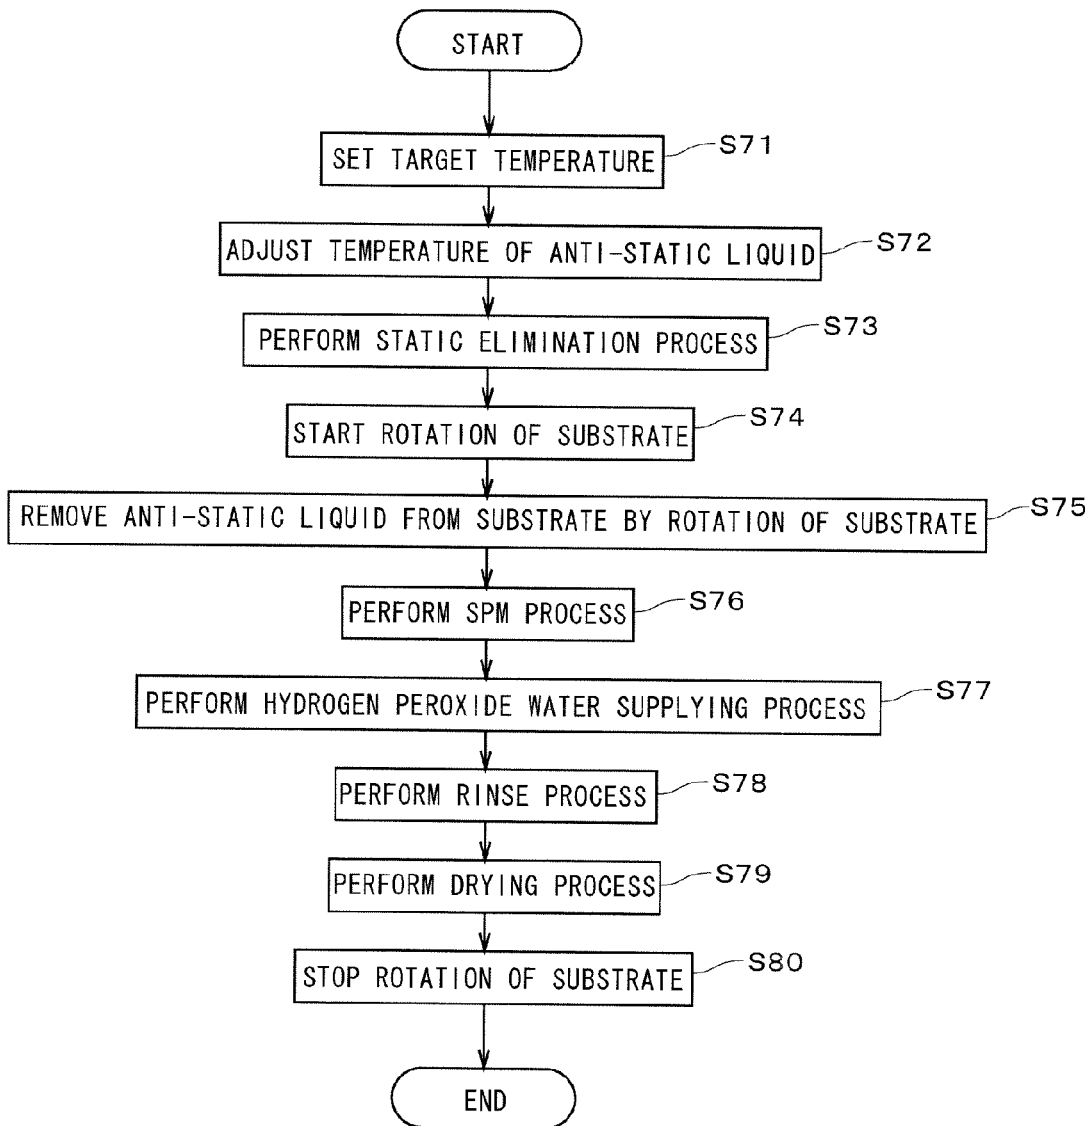 START
SET TARGET TEMPERATURE
S71
ADJUST TEMPERATURE OF ANTI-STATIC LIQUID
S72
PERFORM STATIC ELIMINATION PROCESS
S73
START ROTATION OF SUBSTRATE
S74
REMOVE ANTI-STATIC LIQUID FROM SUBSTRATE BY ROTATION OF SUBSTRATE
S75
PERFORM SPM PROCESS
S76
PERFORM HYDROGEN PEROXIDE WATER SUPPLYING PROCESS
S77
PERFORM RINSE PROCESS
S78
PERFORM DRYING PROCESS
S79
STOP ROTATION OF SUBSTRATE
S80
END